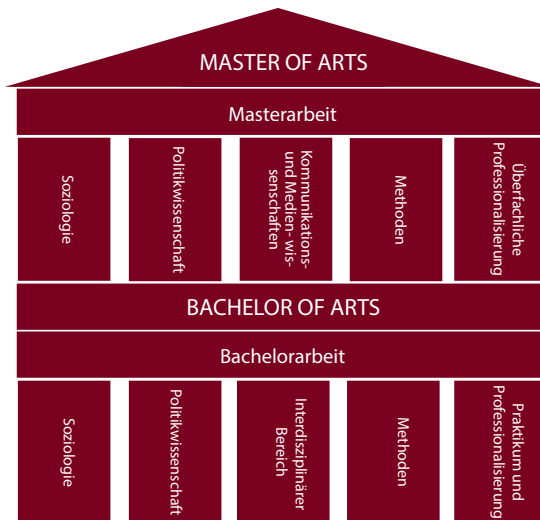 MASTER OF ARTS
Masterarbeit
Soziologie
Politikwissenschaft
Kommunikations-
und Medien- wis-
senschaften
Methoden
Überfachliche
Professionalisierung
BACHELOR OF ARTS
Bachelorarbeit
Soziologie
Politikwissenschaft
Interdisziplinärer
Bereich
Methoden
Praktikum und
Professionalisierung